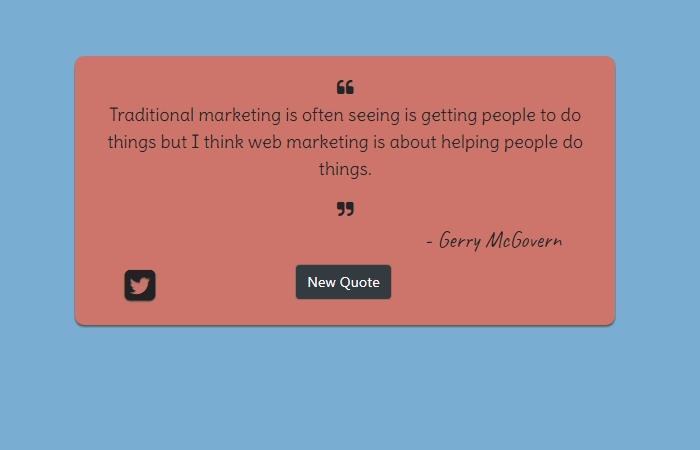 ❝
Traditional marketing is often seeing is getting people to do
things but I think web marketing is about helping people do
things.
❞
- Gerry McGovern
New Quote